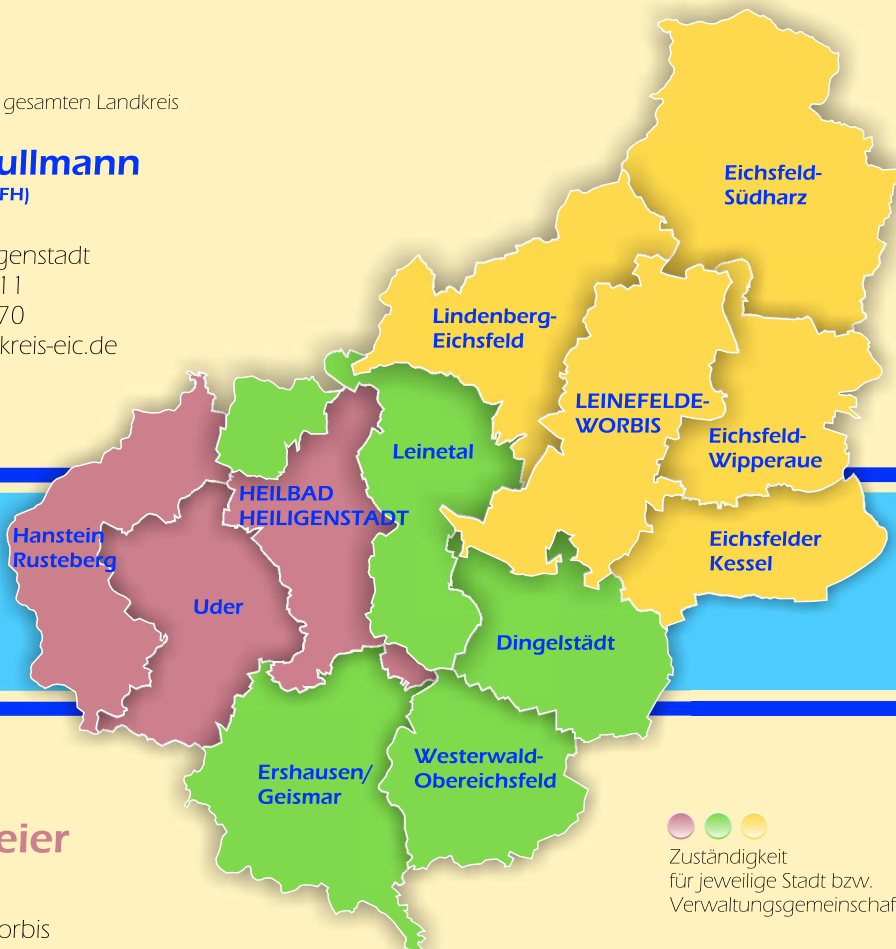 gesamten Landkreis
ullmann
FH)
genstadt
11
70
kreis-eic.de
Eichsfeld-
Südharz
Lindenberg-
Eichsfeld
LEINEFELDE-
WORBIS
Eichsfeld-
Wipperaue
Leinetal
HEILBAD
HEILIGENSTADT
Hanstein
Rusteberg
Eichsfelder
Kessel
Uder
Dingelstädt
Ershausen/
Geismar
Westerwald-
Obereichsfeld
eier
orbis
Zuständigkeit
für jeweilige Stadt bzw.
Verwaltungsgemeinschaf